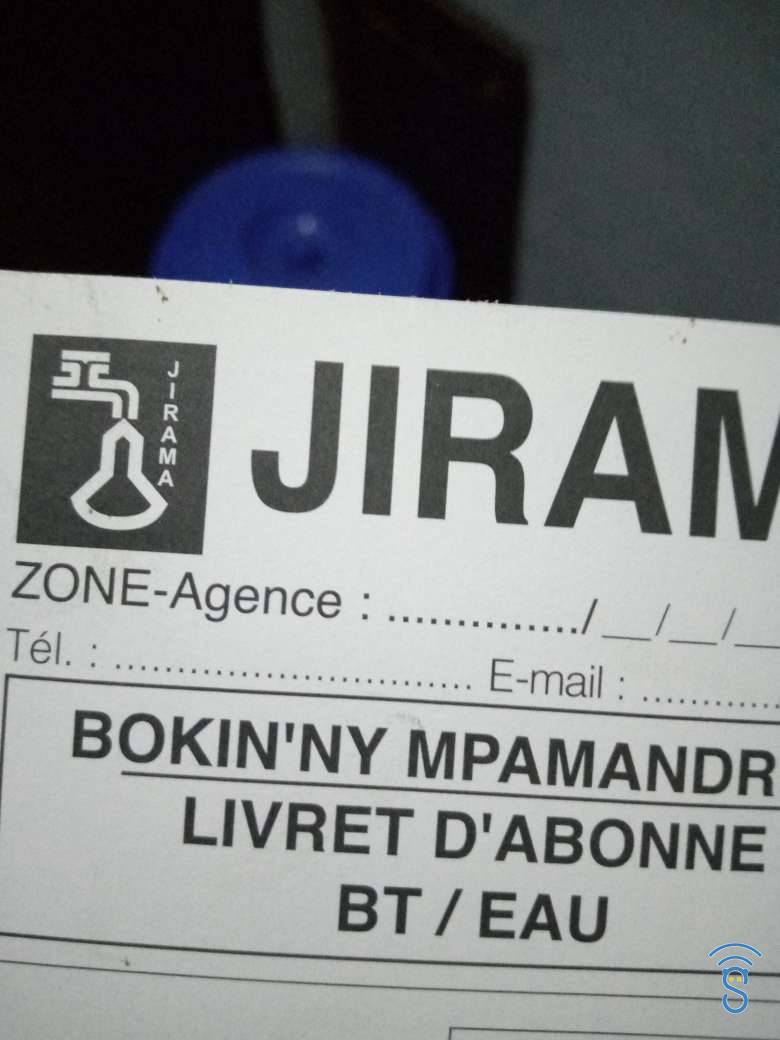 JIRAMA
JIRAM
ZONE-Agence : ............../__/__/__
Tél. : ................................ E-mail : ............
BOKIN'NY MPAMANDR
LIVRET D'ABONNE
BT / EAU